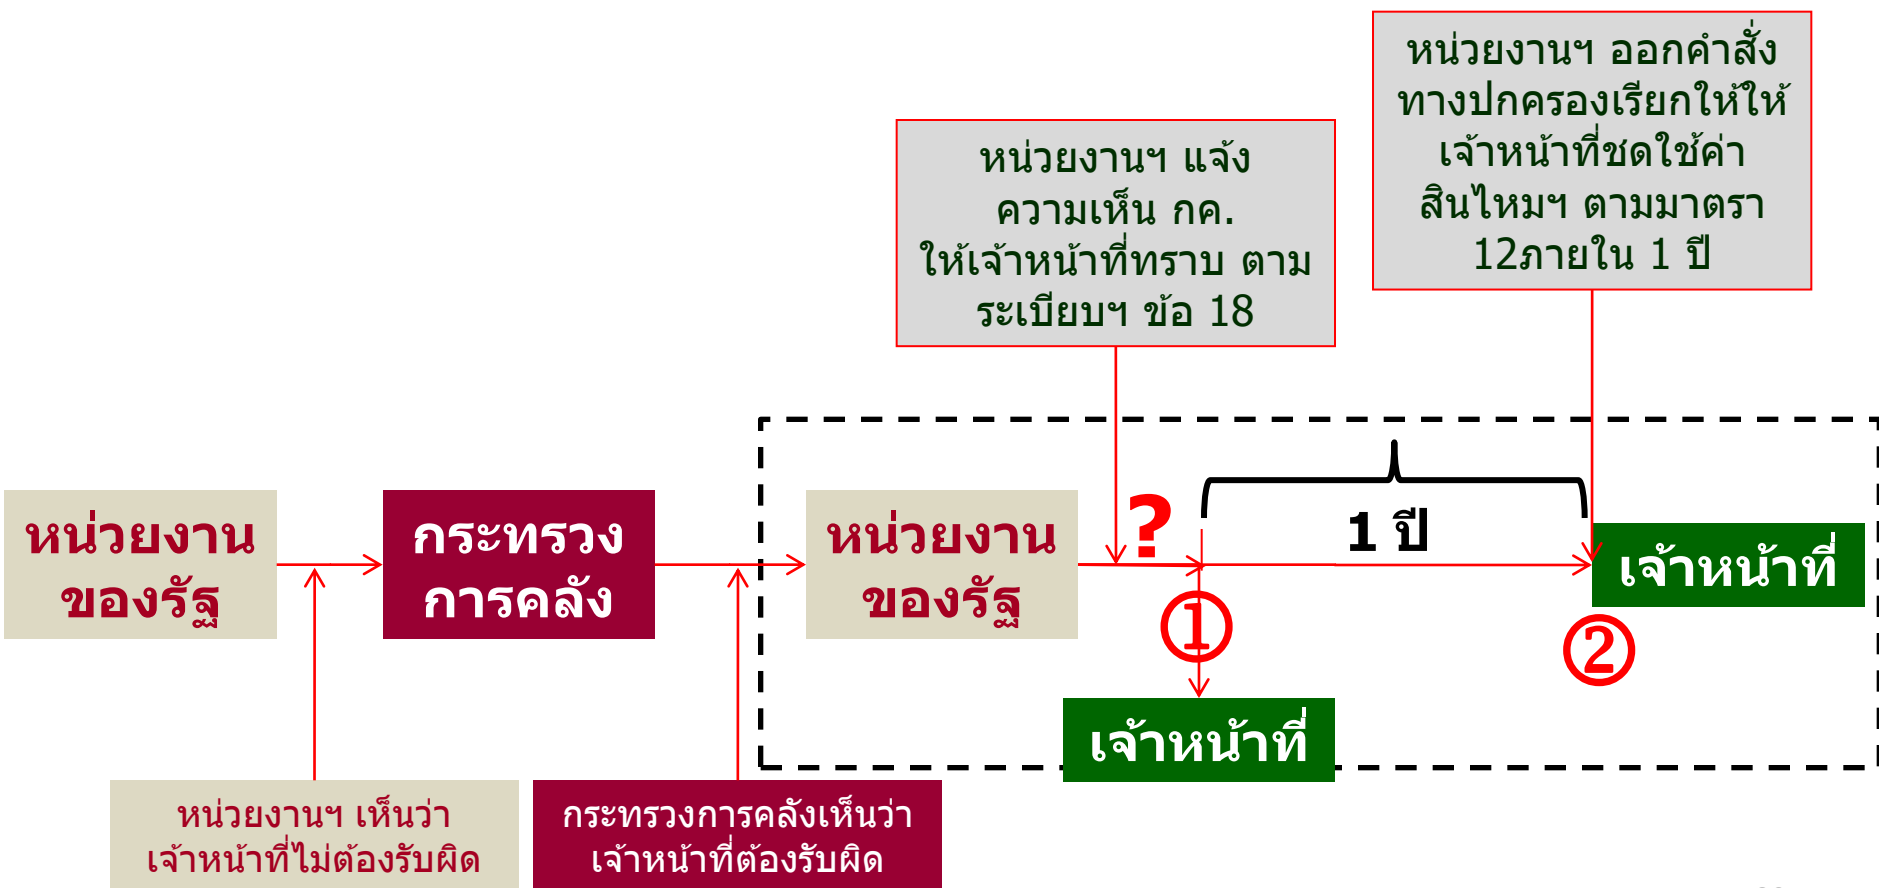 หน่วยงานฯ ออกคำสั่ง
ทางปกครองเรียกให้ให้
เจ้าหน้าที่ชดใช้ค่า
สินไหมฯ ตามมาตรา
12ภายใน 1 ปี
หน่วยงานฯ แจ้ง
ความเห็น กค.
ให้เจ้าหน้าที่ทราบ ตาม
ระเบียบฯ ข้อ 18
หน่วยงาน
ของรัฐ
กระทรวง
การคลัง
หน่วยงาน
ของรัฐ
?
1 ปี
เจ้าหน้าที่
①
②
เจ้าหน้าที่
หน่วยงานฯ เห็นว่า
เจ้าหน้าที่ไม่ต้องรับผิด
กระทรวงการคลังเห็นว่า
เจ้าหน้าที่ต้องรับผิด